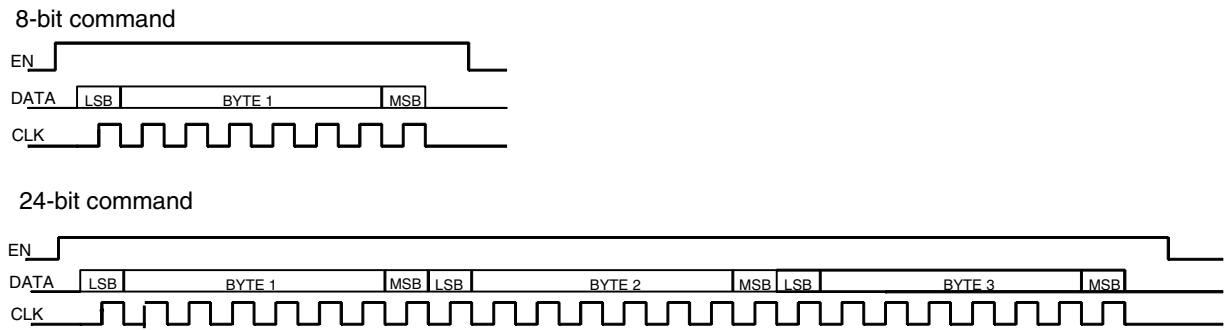 8-bit command
EN
DATA LSB BYTE 1 MSB
CLK
24-bit command
EN
DATA LSB BYTE 1 MSB LSB BYTE 2 MSB LSB BYTE 3 MSB
CLK